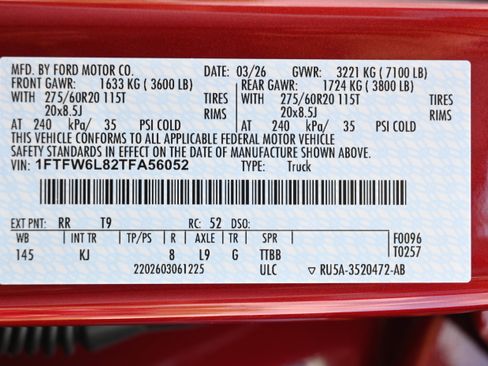 MFD. BY FORD MOTOR CO. DATE: 03/26 GVWR: 3221 KG ( 7100 LB)
FRONT GAWR: 1633 KG ( 3600 LB) REAR GAWR: 1724 KG ( 3800 LB)
WITH 275/60R20 115T TIRES WITH 275/60R20 115T TIRES
20x8.5J RIMS 20x8.5J RIMS
AT 240 kPa/ 35 PSI COLD AT 240 kPa/ 35 PSI COLD
THIS VEHICLE CONFORMS TO ALL APPLICABLE FEDERAL MOTOR VEHICLE
SAFETY STANDARDS IN EFFECT ON THE DATE OF MANUFACTURE SHOWN ABOVE.
VIN: 1FTFW6L82TFA56052 TYPE: Truck
EXT PNT: RR T9 RC: 52 DSO:
WB INT TR TP/PS R AXLE TR SPR F0096
145 KJ 8 L9 G TTBB T0257
2202603061225 ULC ▽ RU5A-3520472-AB